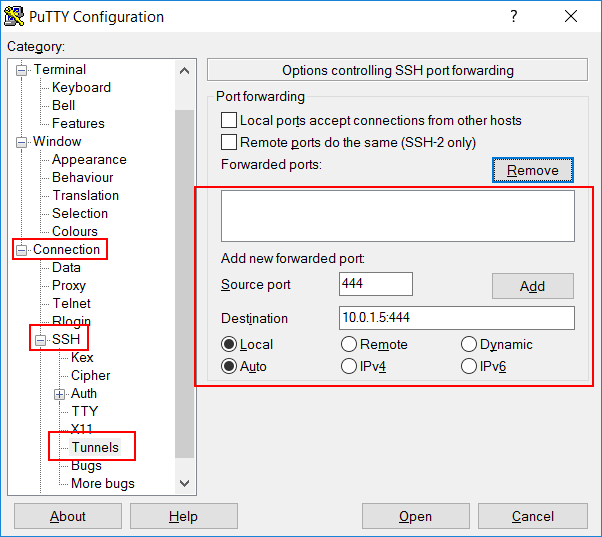 PuTTY Configuration
?
Category:
Terminal
Keyboard
Bell
Features
Window
Appearance
Behaviour
Translation
Selection
Colours
Connection
Data
Proxy
Telnet
Rlogin
SSH
Kex
Cipher
Auth
TTY
X11
Tunnels
Bugs
More bugs
Options controlling SSH port forwarding
Port forwarding
Local ports accept connections from other hosts
Remote ports do the same (SSH-2 only)
Forwarded ports:
Remove
Add new forwarded port:
Source port 444 Add
Destination 10.0.1.5:444
Local Remote Dynamic
Auto IPv4 IPv6
About Help Open Cancel